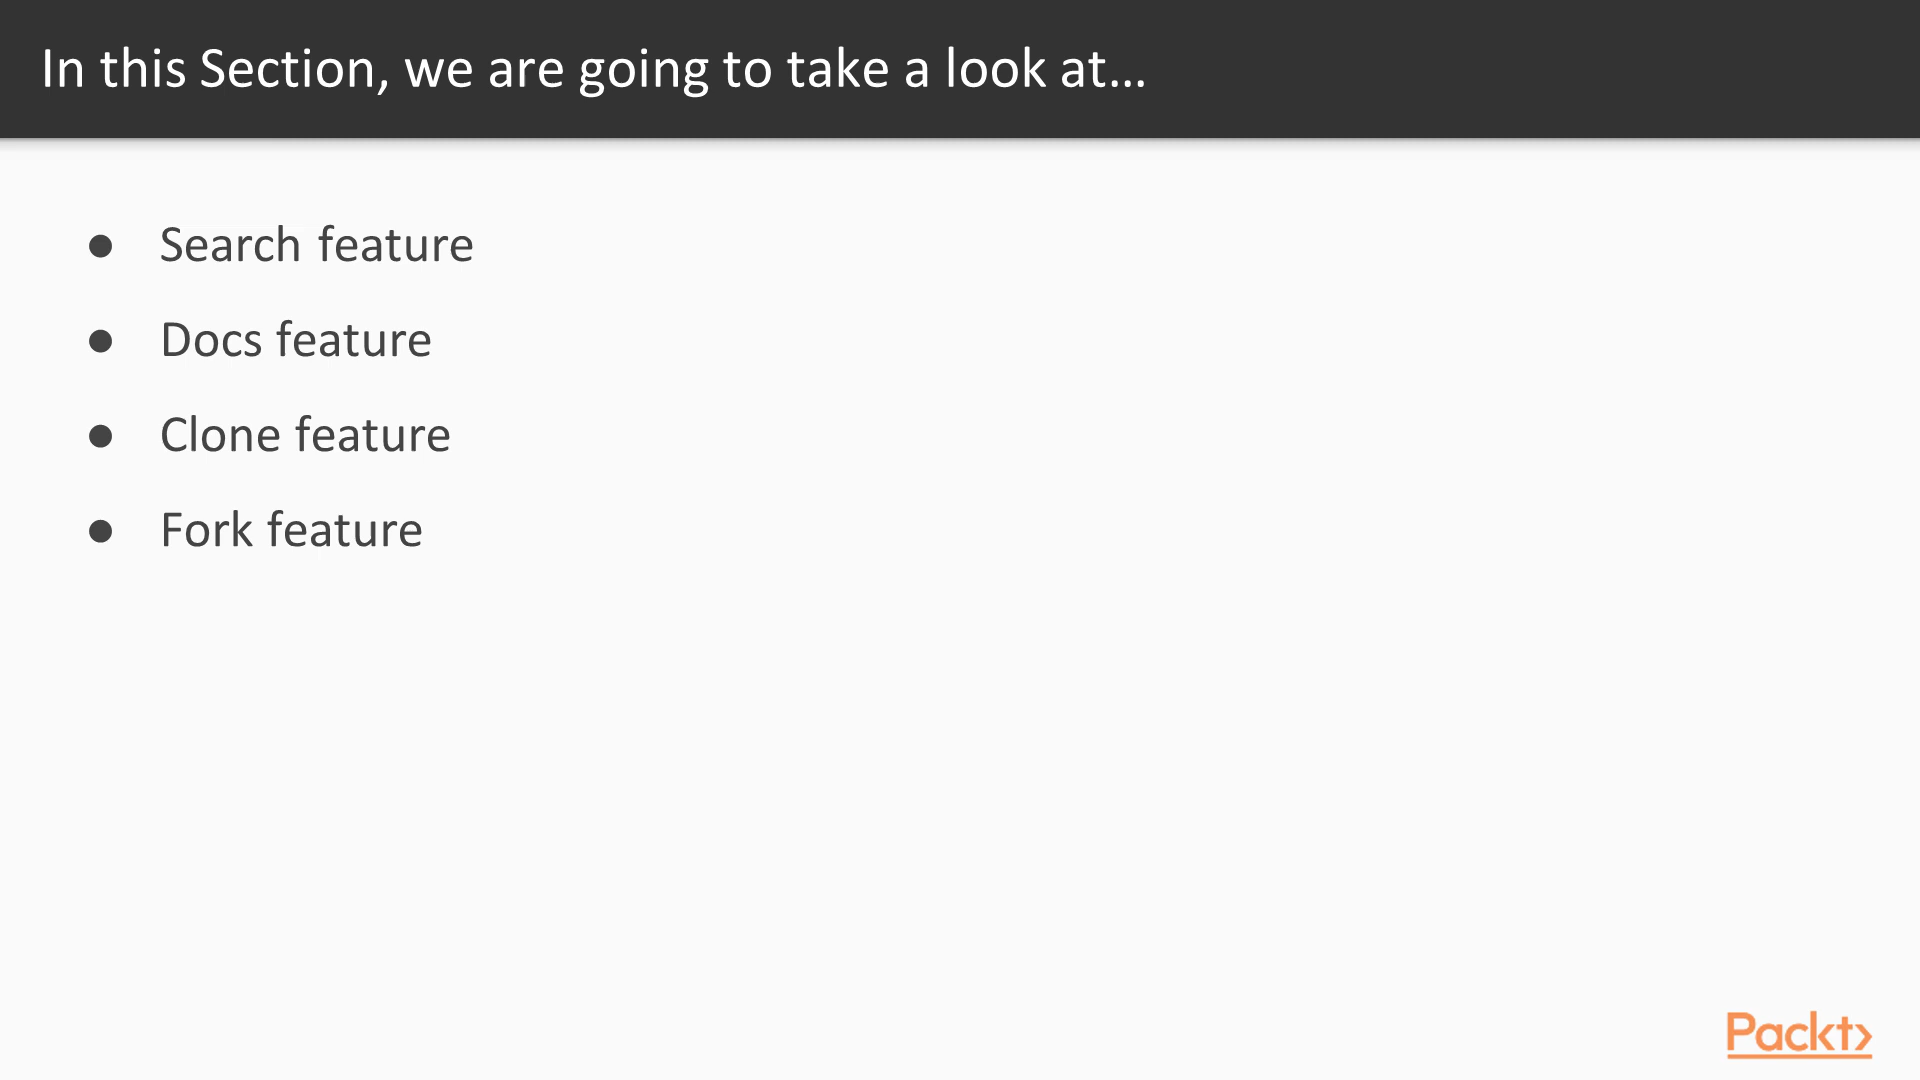 In this Section, we are going to take a look at…
● Search feature
● Docs feature
● Clone feature
● Fork feature
Packt>